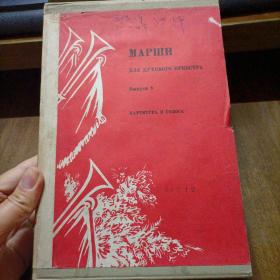 МАРШИ
ДЛЯ ДУХОВОГО ОРКЕСТРА
Выпуск 5
ПАРТИТУРА И ГОЛОСА